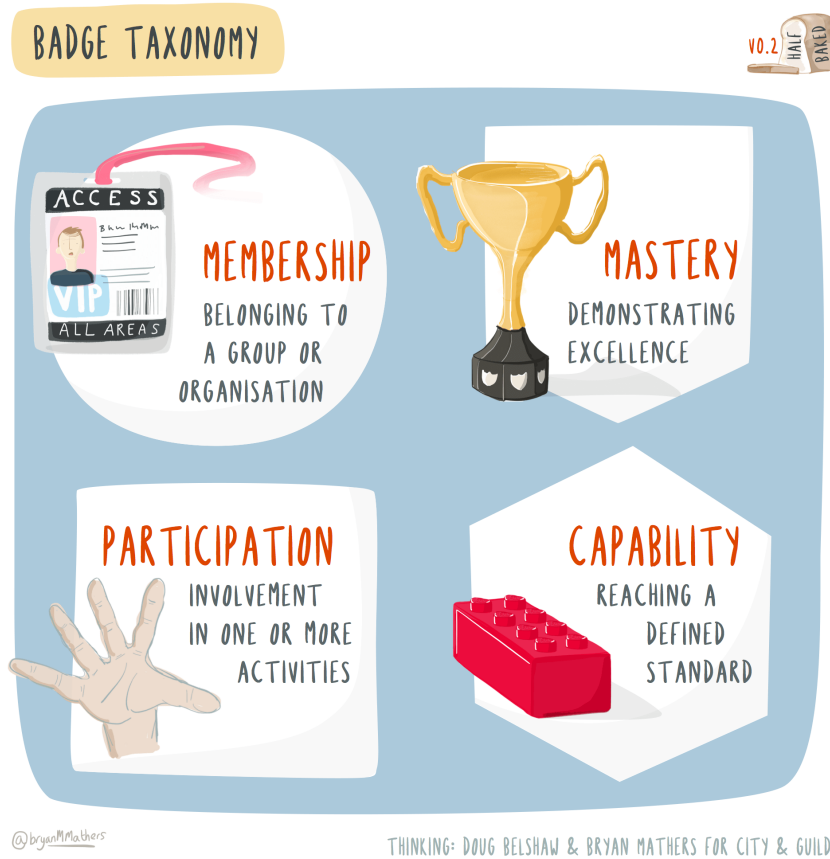 BADGE TAXONOMY
V0.2
HALF
BAKED
ACCESS
VIP
ALL AREAS
MEMBERSHIP
BELONGING TO
A GROUP OR
ORGANISATION
MASTERY
DEMONSTRATING
EXCELLENCE
PARTICIPATION
INVOLVEMENT
IN ONE OR MORE
ACTIVITIES
CAPABILITY
REACHING A
DEFINED
STANDARD
@bryanMMathers
THINKING: DOUG BELSHAW & BRYAN MATHERS FOR CITY & GUILD